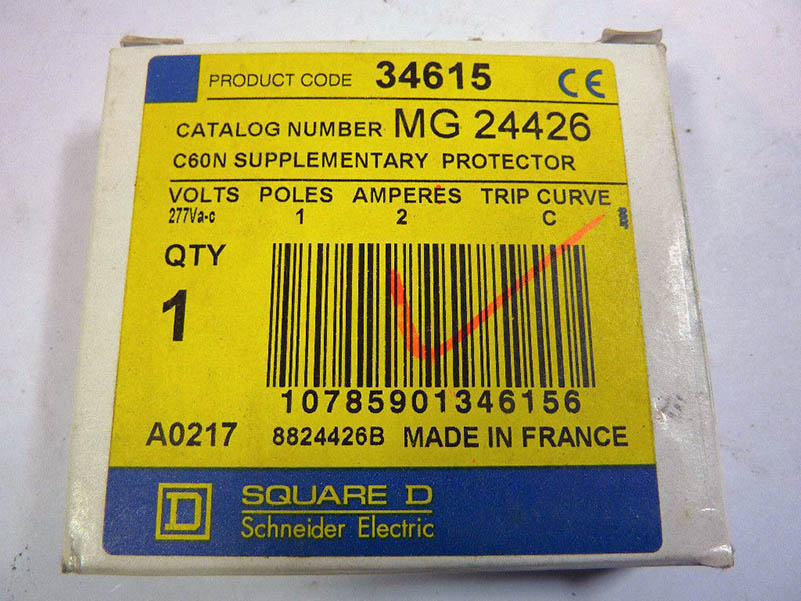 PRODUCT CODE 34615 CE
CATALOG NUMBER MG 24426
C60N SUPPLEMENTARY PROTECTOR
VOLTS POLES AMPERES TRIP CURVE
277Va-c 1 2 C
QTY
1
10785901346156
A0217 8824426B MADE IN FRANCE
D SQUARE D
Schneider Electric